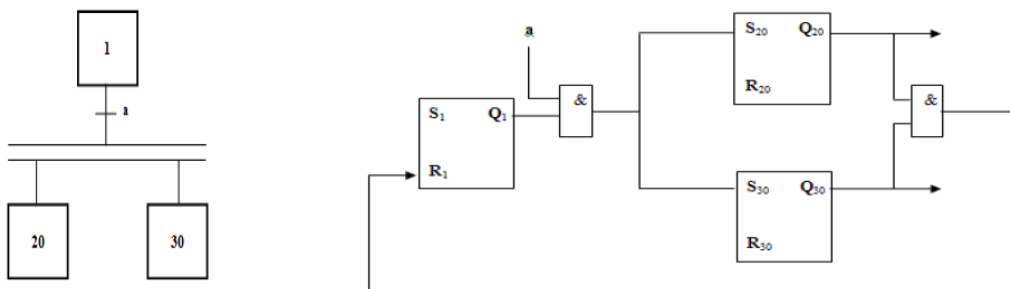 1
a
20
30
a
S₁ Q₁
R₁
&
S₂₀ Q₂₀
R₂₀
S₃₀ Q₃₀
R₃₀
&